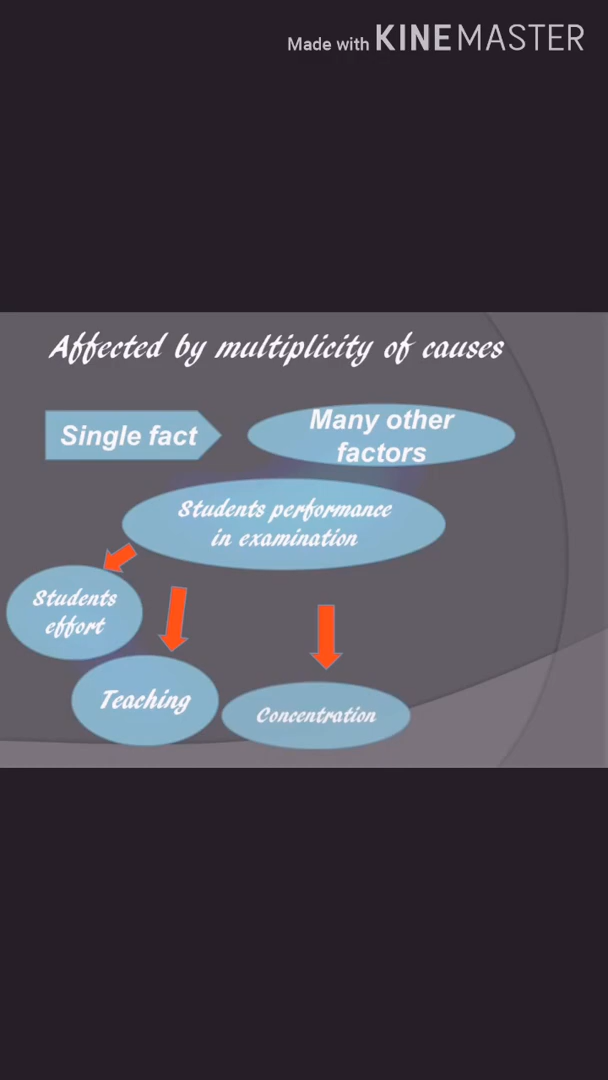 Made with KINEMASTER
Affected by multiplicity of causes
Single fact
Many other
factors
Students performance
in examination
Students
effort
Teaching
Concentration